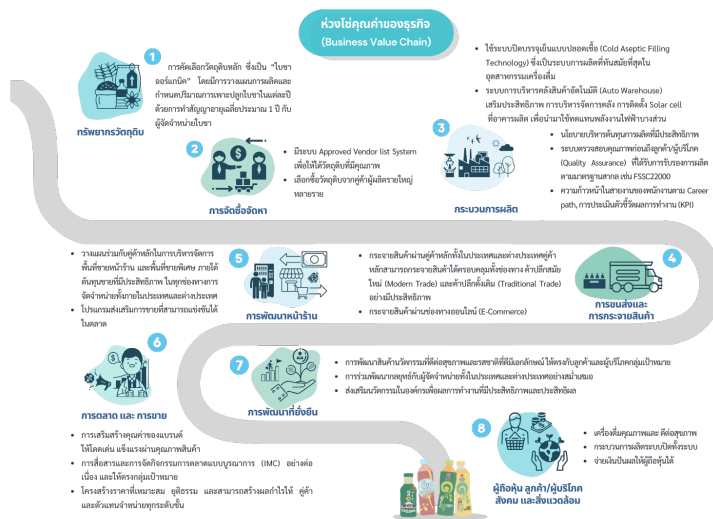 ห่วงโซ่คุณค่าของธุรกิจ
(Business Value Chain)
1
การคัดเลือกวัตถุดิบหลัก ซึ่งเป็น "ใบชา
ออร์แกนิค" โดยมีการวางแผนการผลิตและ
กำหนดปริมาณการเพาะปลูกใบชาในแต่ละปี
ด้วยการทำสัญญาอายุเฉลี่ยประมาณ 1 ปี กับ
ผู้จัดจำหน่ายใบชา
ทรัพยากรวัตถุดิบ
2
• มีระบบ Approved Vendor list System
เพื่อให้ได้วัตถุดิบที่มีคุณภาพ
• เลือกซื้อวัตถุดิบจากคู่ค้าผู้ผลิตรายใหญ่
หลายราย
การจัดซื้อจัดหา
• ใช้ระบบปิดบรรจุเย็นแบบปลอดเชื้อ (Cold Aseptic Filling
Technology) ซึ่งเป็นระบบการผลิตที่ทันสมัยที่สุดใน
อุตสาหกรรมเครื่องดื่ม
• ระบบการบริหารคลังสินค้าอัตโนมัติ (Auto Warehouse)
เสริมประสิทธิภาพ การบริหารจัดการคลัง การติดตั้ง Solar cell
ที่อาคารผลิต เพื่อนำมาใช้ทดแทนพลังงานไฟฟ้าบางส่วน
3
• นโยบายบริหารต้นทุนการผลิตที่มีประสิทธิภาพ
• ระบบตรวจสอบคุณภาพก่อนถึงลูกค้า/ผู้บริโภค
(Quality Assurance) ที่ได้รับการรับรองการผลิต
ตามมาตรฐานสากล เช่น FSSC22000
• ความก้าวหน้าในสายงานของพนักงานตาม Career
path, การประเมินตัวชี้วัดผลการทำงาน (KPI)
กระบวนการผลิต
4
การขนส่งและ
การกระจายสินค้า
• กระจายสินค้าผ่านคู่ค้าหลักทั้งในประเทศและต่างประเทศคู่ค้า
หลักสามารถกระจายสินค้าได้ครอบคลุมทั้งช่องทาง ค้าปลีกสมัย
ใหม่ (Modern Trade) และค้าปลีกดั้งเดิม (Traditional Trade)
อย่างมีประสิทธิภาพ
• กระจายสินค้าผ่านช่องทางออนไลน์ (E-Commerce)
5
การพัฒนาหน้าร้าน
• วางแผนร่วมกับคู่ค้าหลักในการบริหารจัดการ
พื้นที่ขายหน้าร้าน และพื้นที่ขายพิเศษ ภายใต้
ต้นทุนขายที่มีประสิทธิภาพ ในทุกช่องทางการ
จัดจำหน่ายทั้งภายในประเทศและต่างประเทศ
• โปรแกรมส่งเสริมการขายที่สามารถแข่งขันได้
ในตลาด
6
การตลาด และ การขาย
• การเสริมสร้างคุณค่าของแบรนด์
ให้โดดเด่น แข็งแรงผ่านคุณภาพสินค้า
• การสื่อสารและการจัดกิจกรรมการตลาดแบบบูรณาการ (IMC) อย่างต่อ
เนื่อง และให้ตรงกลุ่มเป้าหมาย
• โครงสร้างราคาที่เหมาะสม ยุติธรรม และสามารถสร้างผลกำไรให้ คู่ค้า
และตัวแทนจำหน่ายทุกระดับชั้น
7
การพัฒนาที่ยั่งยืน
• การพัฒนาสินค้านวัตกรรมที่ดีต่อสุขภาพและรสชาติที่ดีมีเอกลักษณ์ ให้ตรงกับลูกค้าและผู้บริโภคกลุ่มเป้าหมาย
• การร่วมพัฒนากลยุทธ์กับผู้จัดจำหน่ายทั้งในประเทศและต่างประเทศอย่างสม่ำเสมอ
• ส่งเสริมนวัตกรรมในองค์กรเพื่อผลการทำงานที่มีประสิทธิภาพและประสิทธิผล
8
• เครื่องดื่มคุณภาพและ ดีต่อสุขภาพ
• กระบวนการผลิตระบบปิดทั้งระบบ
• จ่ายเงินปันผลให้ผู้ถือหุ้นได้
ผู้ถือหุ้น ลูกค้า/ผู้บริโภค
สังคม และสิ่งแวดล้อม